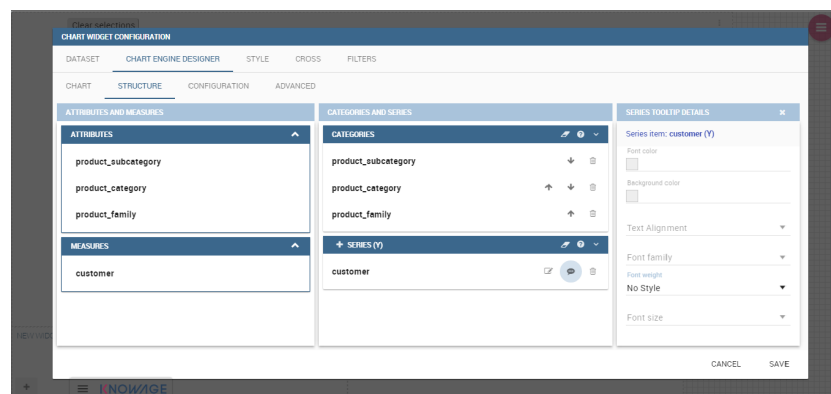 Clear selections
CHART WIDGET CONFIGURATION
DATASET CHART ENGINE DESIGNER STYLE CROSS FILTERS
CHART STRUCTURE CONFIGURATION ADVANCED
ATTRIBUTES AND MEASURES
ATTRIBUTES
product_subcategory
product_category
product_family
MEASURES
customer
CATEGORIES AND SERIES
CATEGORIES
product_subcategory
product_category
product_family
+ SERIES (Y)
customer
SERIES TOOLTIP DETAILS
Series item: customer (Y)
Font color
Background color
Text Alignment
Font family
Font weight
No Style
Font size
CANCEL SAVE
KNOWAGE